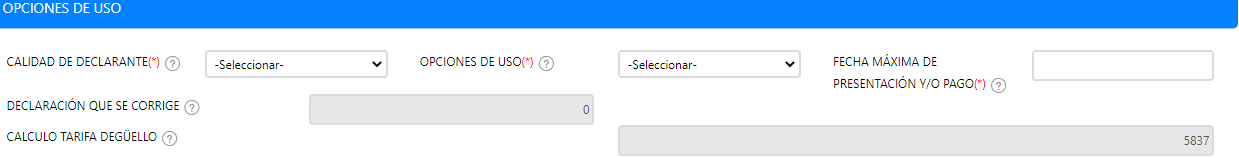 OPCIONES DE USO
CALIDAD DE DECLARANTE(*) ? -Seleccionar- OPCIONES DE USO(*) ? -Seleccionar- FECHA MÁXIMA DE
PRESENTACIÓN Y/O PAGO(*) ?
DECLARACIÓN QUE SE CORRIGE ? 0
CALCULO TARIFA DEGÜELLO ? 5837